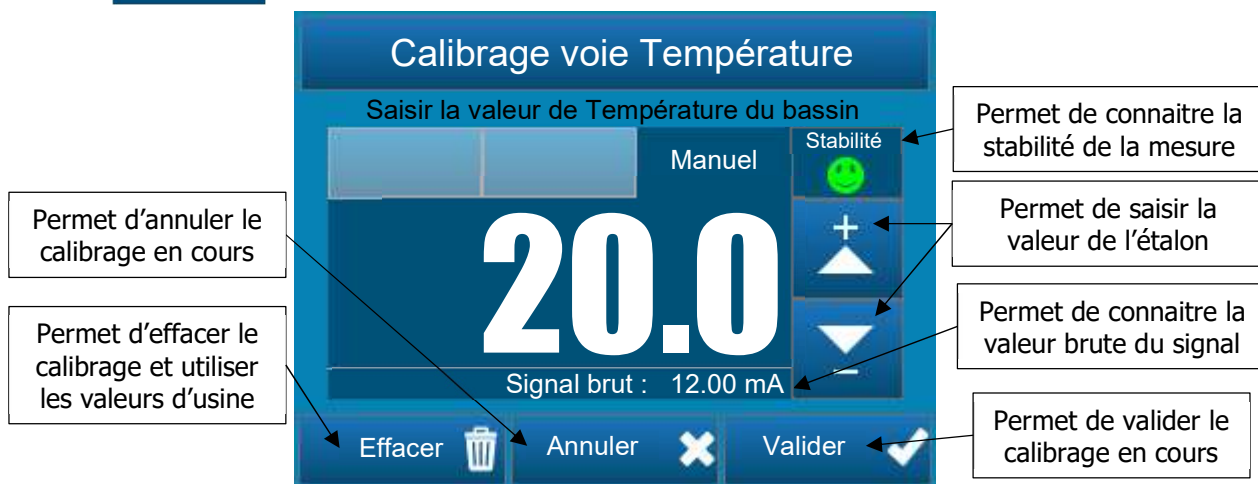 Calibrage voie Température
Saisir la valeur de Température du bassin
Manuel
Stabilité
20.0
+
−
Signal brut : 12.00 mA
Effacer
Annuler
Valider
Permet d’annuler le
calibrage en cours
Permet d’effacer le
calibrage et utiliser
les valeurs d’usine
Permet de connaitre la
stabilité de la mesure
Permet de saisir la
valeur de l’étalon
Permet de connaitre la
valeur brute du signal
Permet de valider le
calibrage en cours